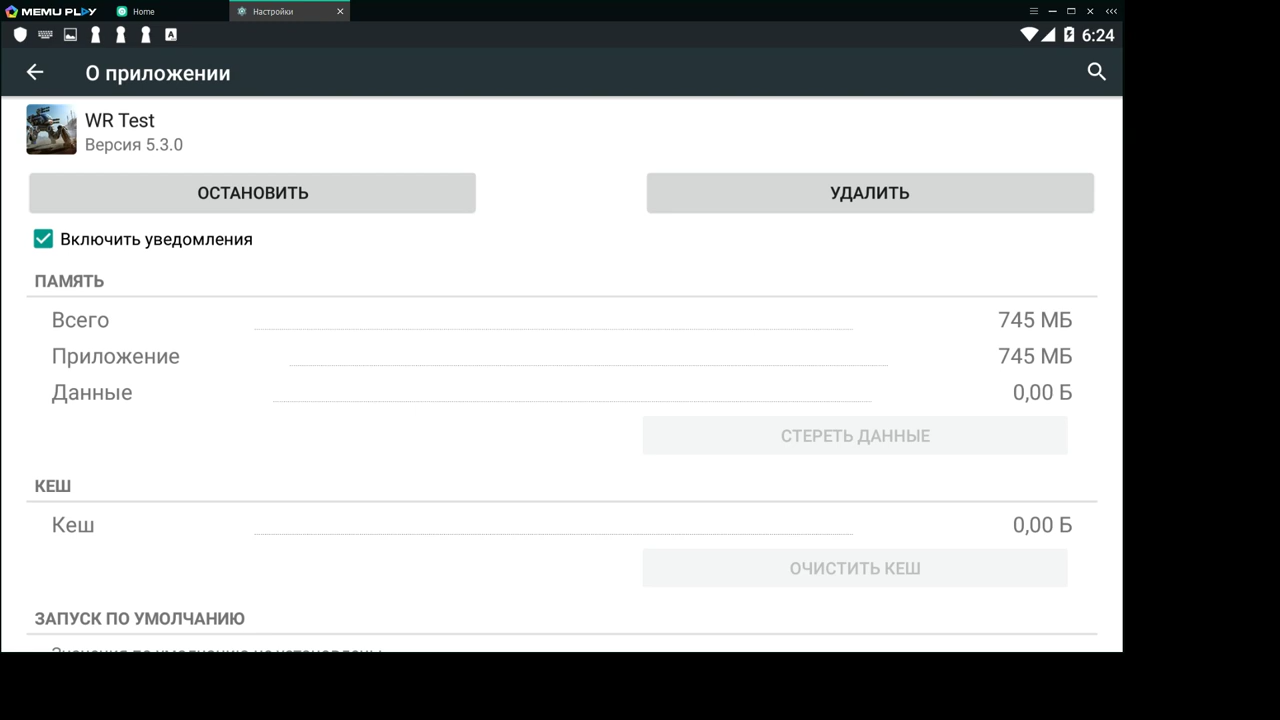 MEMU PLAY Home Настройки
A 6:24
О приложении
WR Test
Версия 5.3.0
ОСТАНОВИТЬ УДАЛИТЬ
Включить уведомления
ПАМЯТЬ
Всего 745 МБ
Приложение 745 МБ
Данные 0,00 Б
СТЕРЕТЬ ДАННЫЕ
КЕШ
Кеш 0,00 Б
ОЧИСТИТЬ КЕШ
ЗАПУСК ПО УМОЛЧАНИЮ